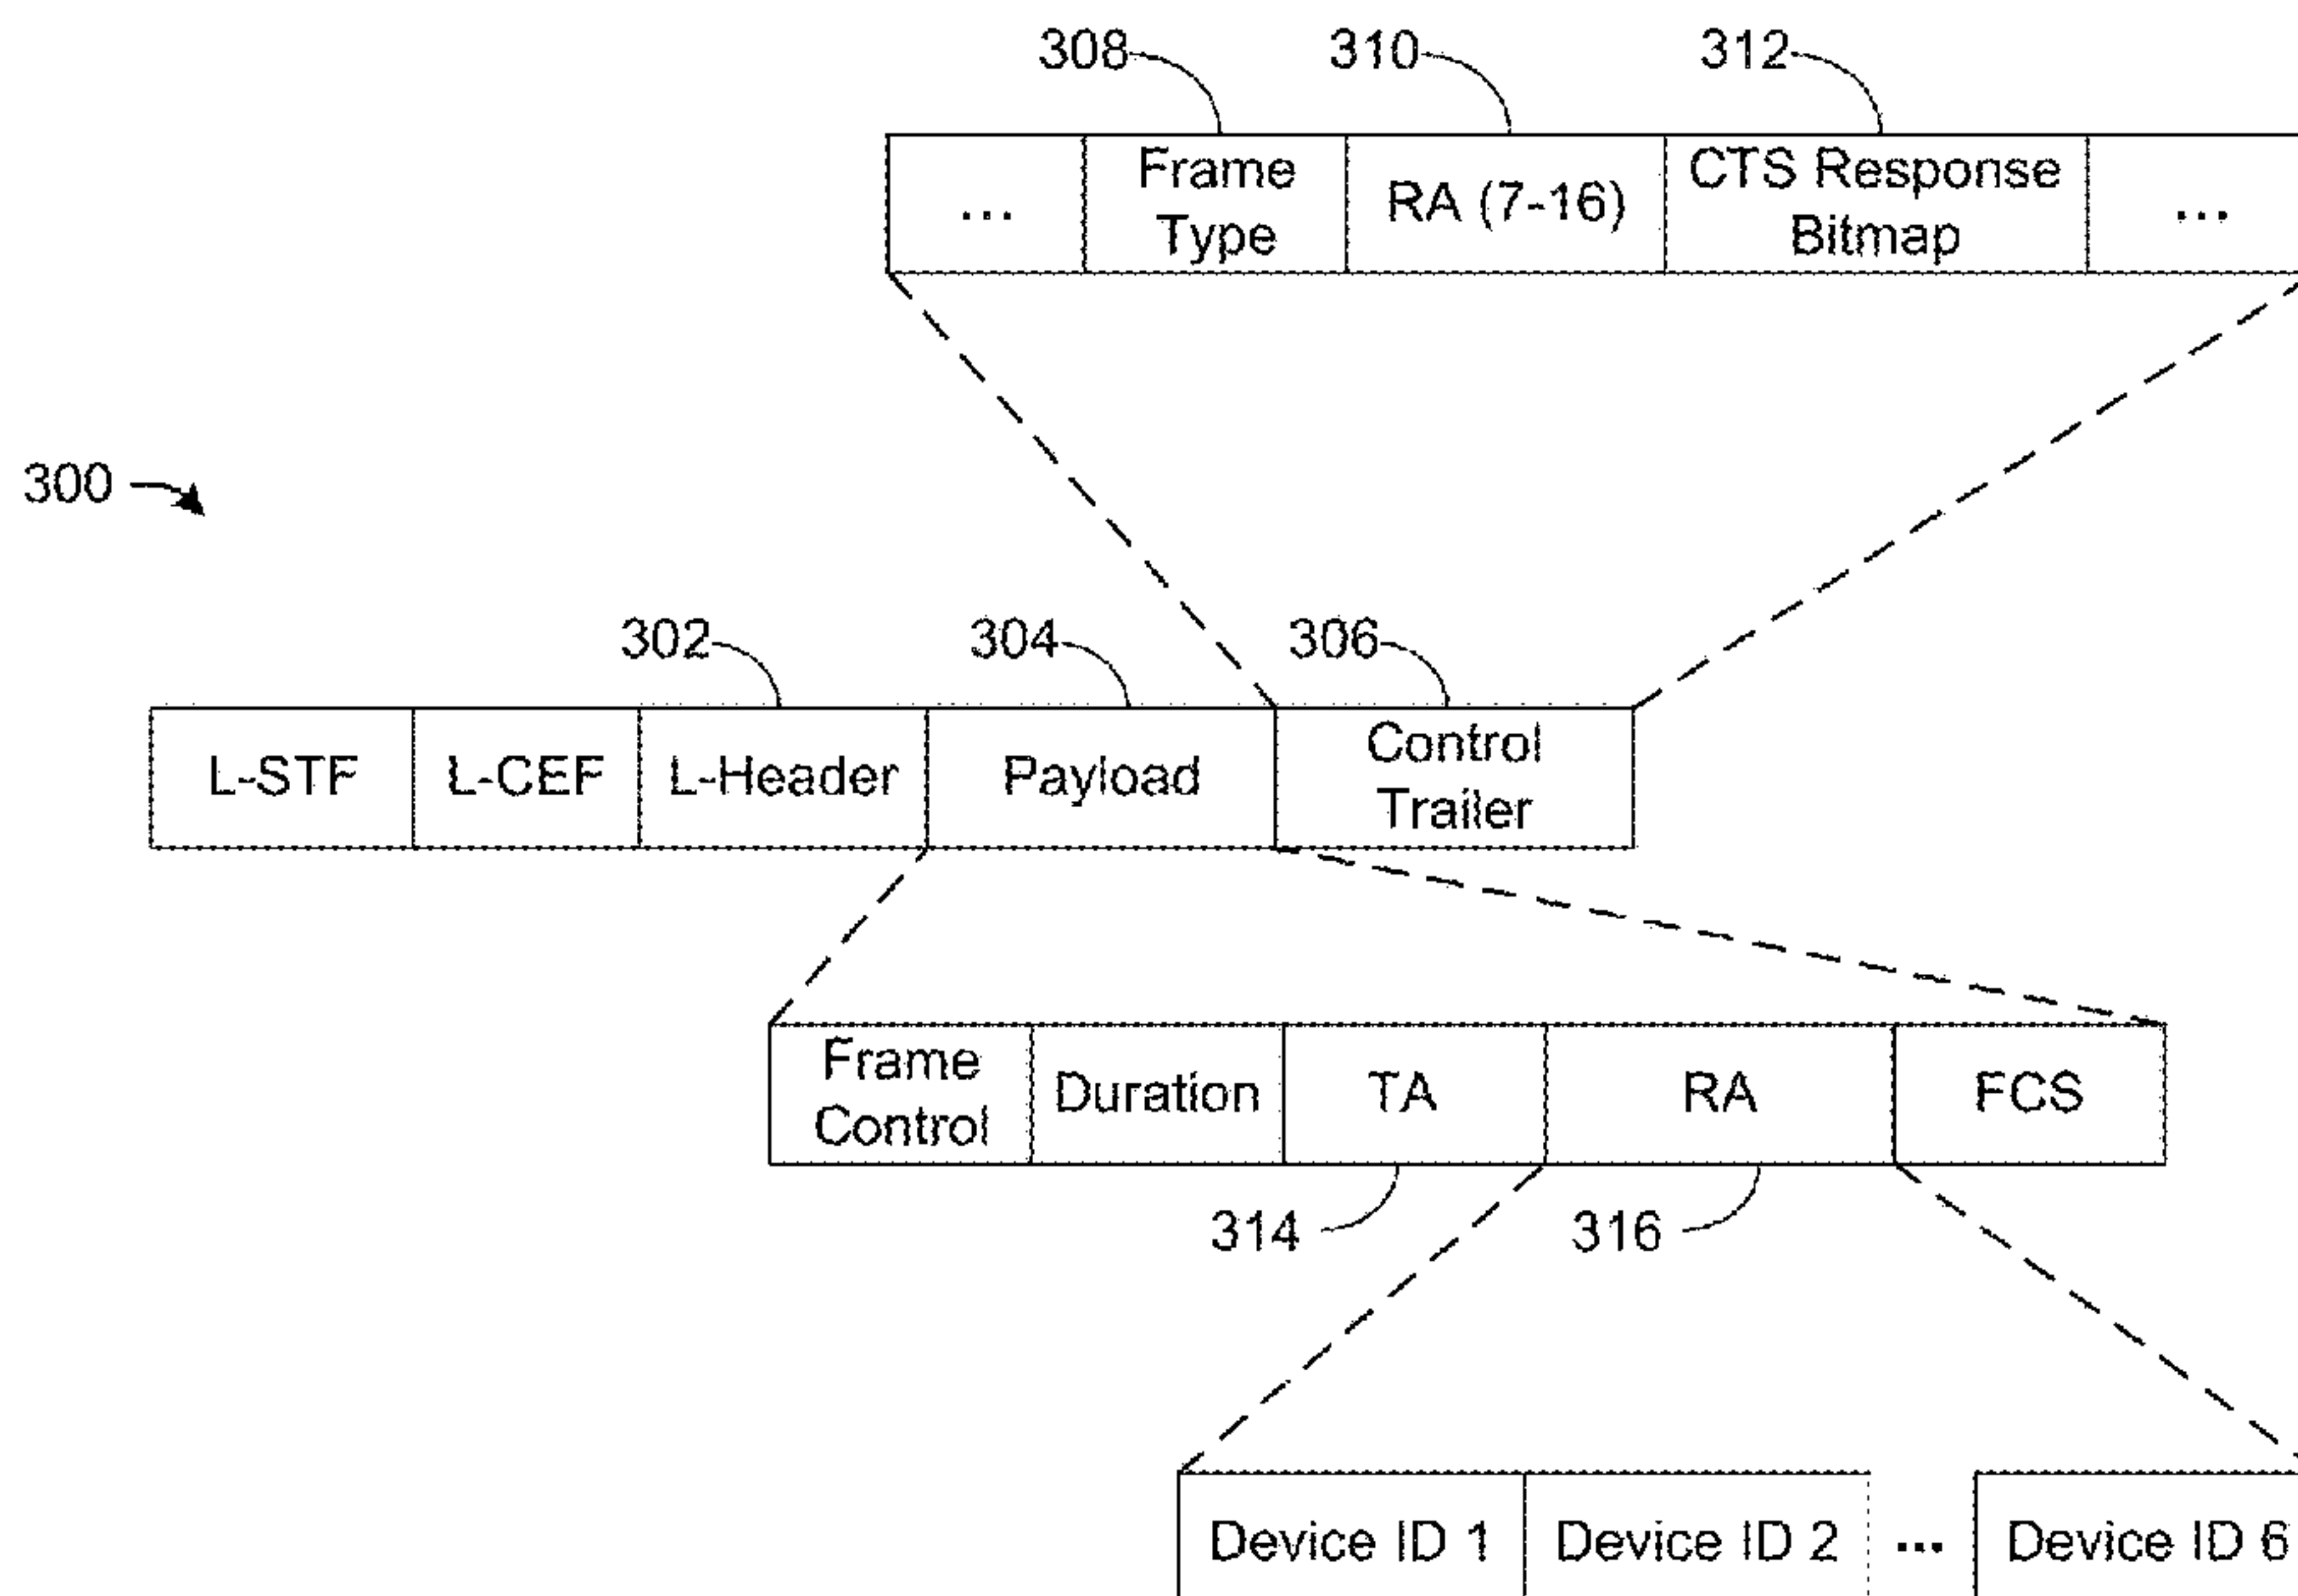 308 310 312
... Frame Type RA (7-16) CTS Response Bitmap ...
300
302 304 306
L-STF L-CEF L-Header Payload Control Trailer
Frame Control Duration TA RA FCS
314 316
Device ID 1 Device ID 2 ... Device ID 6